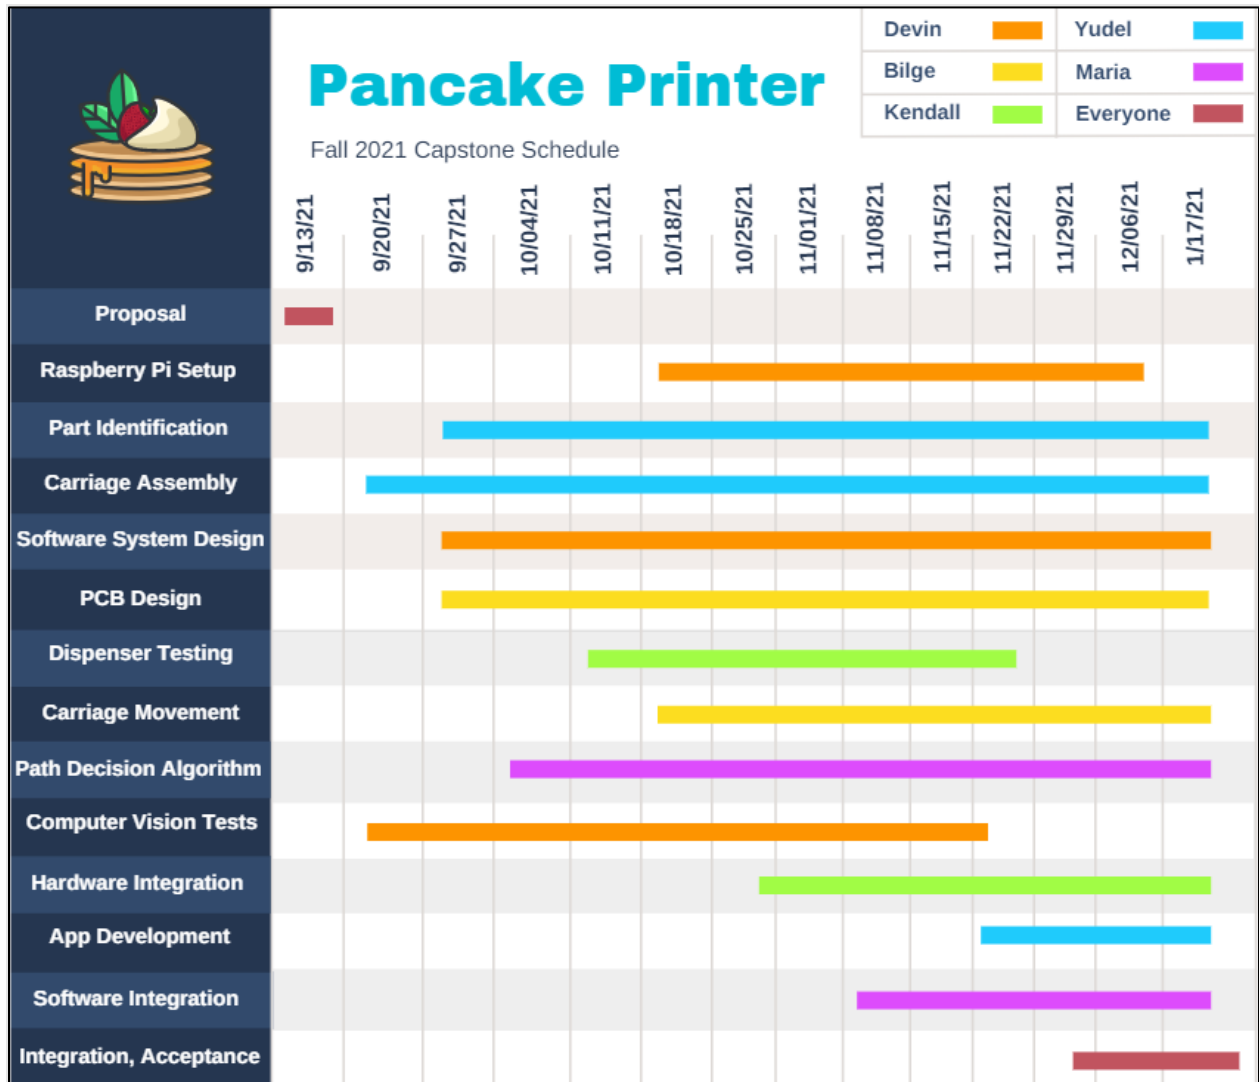 Devin Yudel
Pancake Printer
Bilge Maria
Kendall Everyone
Fall 2021 Capstone Schedule
9/13/21 9/20/21 9/27/21 10/04/21 10/11/21 10/18/21 10/25/21 11/01/21 11/08/21 11/15/21 11/22/21 11/29/21 12/06/21 1/17/21
Proposal
Raspberry Pi Setup
Part Identification
Carriage Assembly
Software System Design
PCB Design
Dispenser Testing
Carriage Movement
Path Decision Algorithm
Computer Vision Tests
Hardware Integration
App Development
Software Integration
Integration, Acceptance